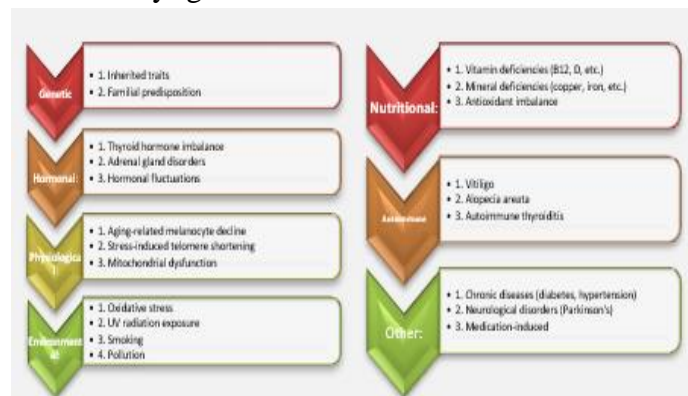 Genetic
• 1. Inherited traits
• 2. Familial predisposition
Hormonal:
• 1. Thyroid hormone imbalance
• 2. Adrenal gland disorders
• 3. Hormonal fluctuations
Physiologica
l
• 1. Aging-related melanocyte decline
• 2. Stress-induced telomere shortening
• 3. Mitochondrial dysfunction
Environment
al:
• 1. Oxidative stress
• 2. UV radiation exposure
• 3. Smoking
• 4. Pollution
Nutritional:
• 1. Vitamin deficiencies (B12, D, etc.)
• 2. Mineral deficiencies (copper, iron, etc.)
• 3. Antioxidant imbalance
Autoimmune
• 1. Vitiligo
• 2. Alopecia areata
• 3. Autoimmune thyroiditis
Other:
• 1. Chronic diseases (diabetes, hypertension)
• 2. Neurological disorders (Parkinson's)
• 3. Medication-induced